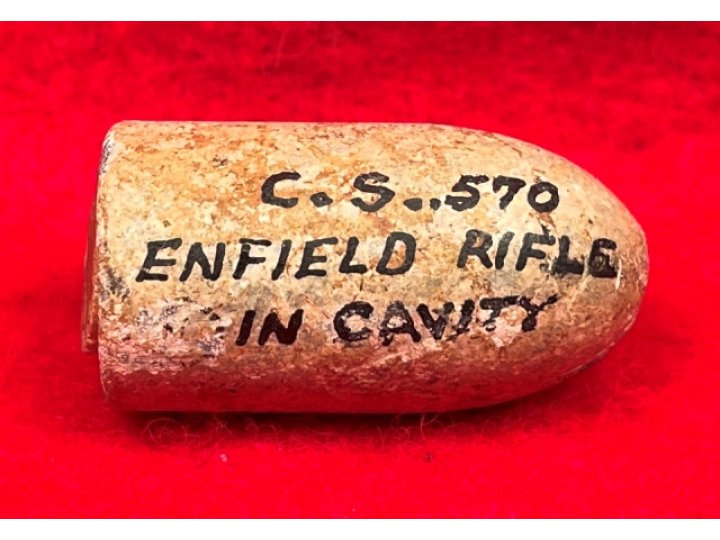 C.S..570
ENFIELD RIFLE
IN CAVITY